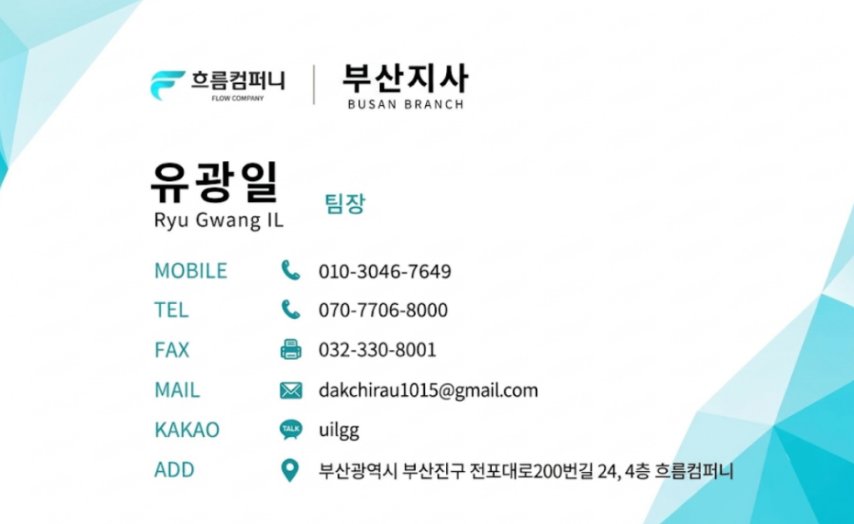 흐름컴퍼니
FLOW COMPANY
부산지사
BUSAN BRANCH
유광일
Ryu Gwang IL
팀장
MOBILE 010-3046-7649
TEL 070-7706-8000
FAX 032-330-8001
MAIL dakchirau1015@gmail.com
KAKAO TALK uilgg
ADD 부산광역시 부산진구 전포대로200번길 24, 4층 흐름컴퍼니